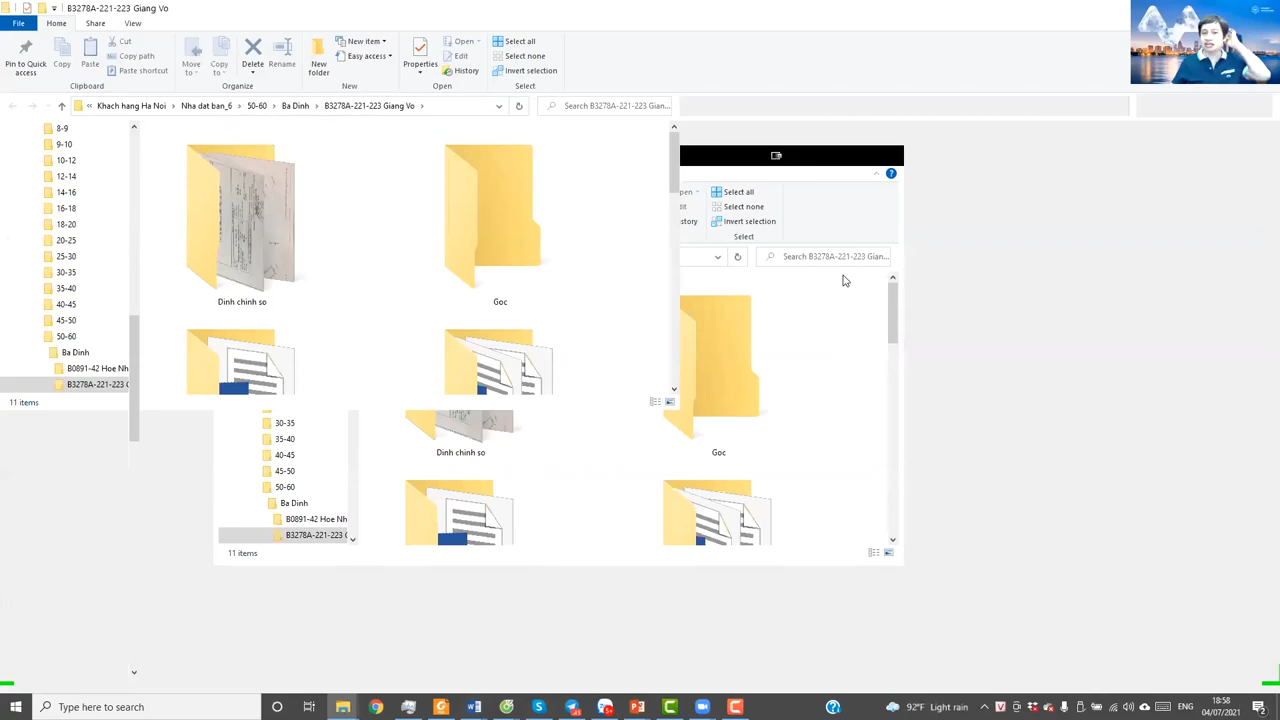 B3278A-221-223 Giang Vo
File Home Share View
Pin to Quick access
Copy
Paste
Cut
Copy path
Paste shortcut
Clipboard
Move to
Copy to
Delete
Rename
Organize
New folder
New item
Easy access
New
Properties
Open
Edit
History
Open
Select all
Select none
Invert selection
Select
« Khach hang Ha Noi > Nha dat ban_6 > 50-60 > Ba Dinh > B3278A-221-223 Giang Vo >
Search B3278A-221-223 Gian...
8-9
9-10
10-12
12-14
14-16
16-18
18-20
20-25
25-30
30-35
35-40
40-45
45-50
50-60
Ba Dinh
B0891-42 Hoe Nh
B3278A-221-223 G
11 items
Dinh chinh so
Goc
Select all
Select none
Invert selection
Select
Search B3278A-221-223 Gian...
30-35
35-40
40-45
45-50
50-60
Ba Dinh
B0891-42 Hoe Nh
B3278A-221-223 G
11 items
Dinh chinh so
Goc
Type here to search
92°F Light rain
ENG
18:58
04/07/2021